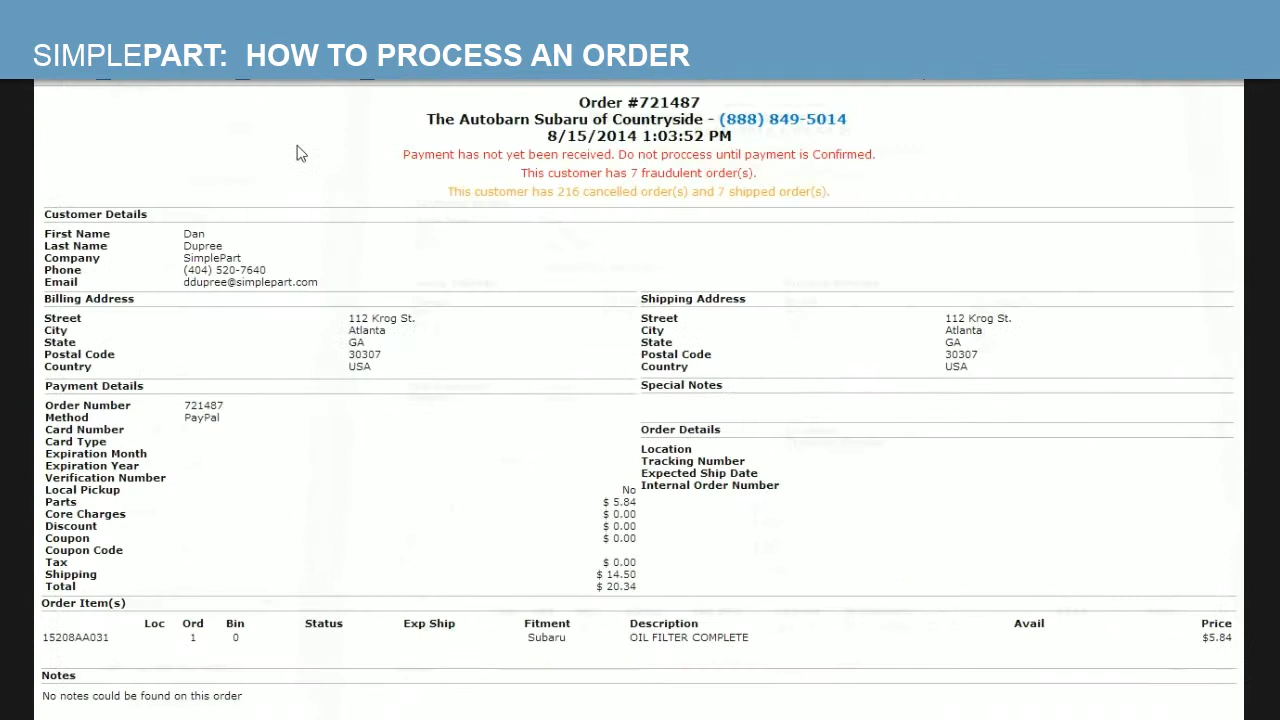 SIMPLEPART: HOW TO PROCESS AN ORDER
Order #721487
The Autobarn Subaru of Countryside - (888) 849-5014
8/15/2014 1:03:52 PM
Payment has not yet been received. Do not proccess until payment is Confirmed.
This customer has 7 fraudulent order(s).
This customer has 216 cancelled order(s) and 7 shipped order(s).
Customer Details
First Name Dan
Last Name Dupree
Company SimplePart
Phone (404) 520-7640
Email ddupree@simplepart.com
Billing Address
Street 112 Krog St.
City Atlanta
State GA
Postal Code 30307
Country USA
Shipping Address
Street 112 Krog St.
City Atlanta
State GA
Postal Code 30307
Country USA
Payment Details
Order Number 721487
Method PayPal
Card Number
Card Type
Expiration Month
Expiration Year
Verification Number
Local Pickup No
Parts $ 5.84
Core Charges $ 0.00
Discount $ 0.00
Coupon $ 0.00
Coupon Code
Tax $ 0.00
Shipping $ 14.50
Total $ 20.34
Special Notes
Order Details
Location
Tracking Number
Expected Ship Date
Internal Order Number
Order Item(s)
Loc Ord Bin Status Exp Ship Fitment Description Avail Price
15208AA031 1 0 Subaru OIL FILTER COMPLETE $5.84
Notes
No notes could be found on this order